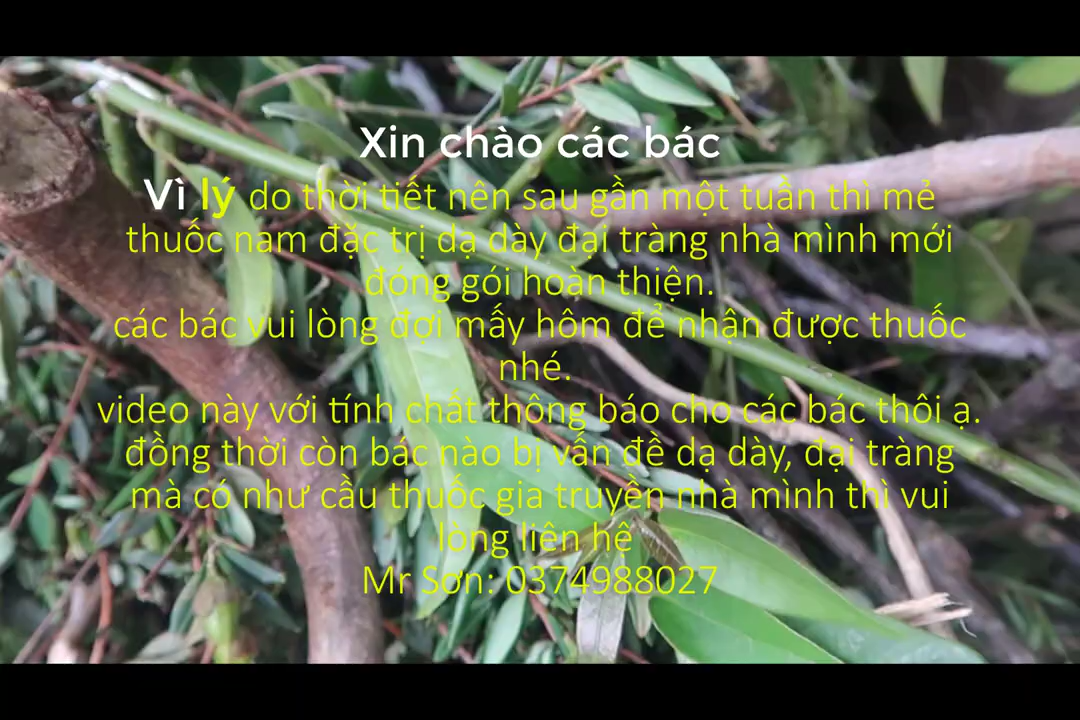 Xin chào các bác
Vì lý do thời tiết nên sau gần một tuần thì mẻ
thuốc nam đặc trị dạ dày đại tràng nhà mình mới
đóng gói hoàn thiện.
các bác vui lòng đợi mấy hôm để nhận được thuốc
nhé.
video này với tính chất thông báo cho các bác thôi ạ.
đồng thời còn bác nào bị vấn đề dạ dày, đại tràng
mà có như cầu thuốc gia truyền nhà mình thì vui
lòng liên hệ
Mr Sơn: 0374988027